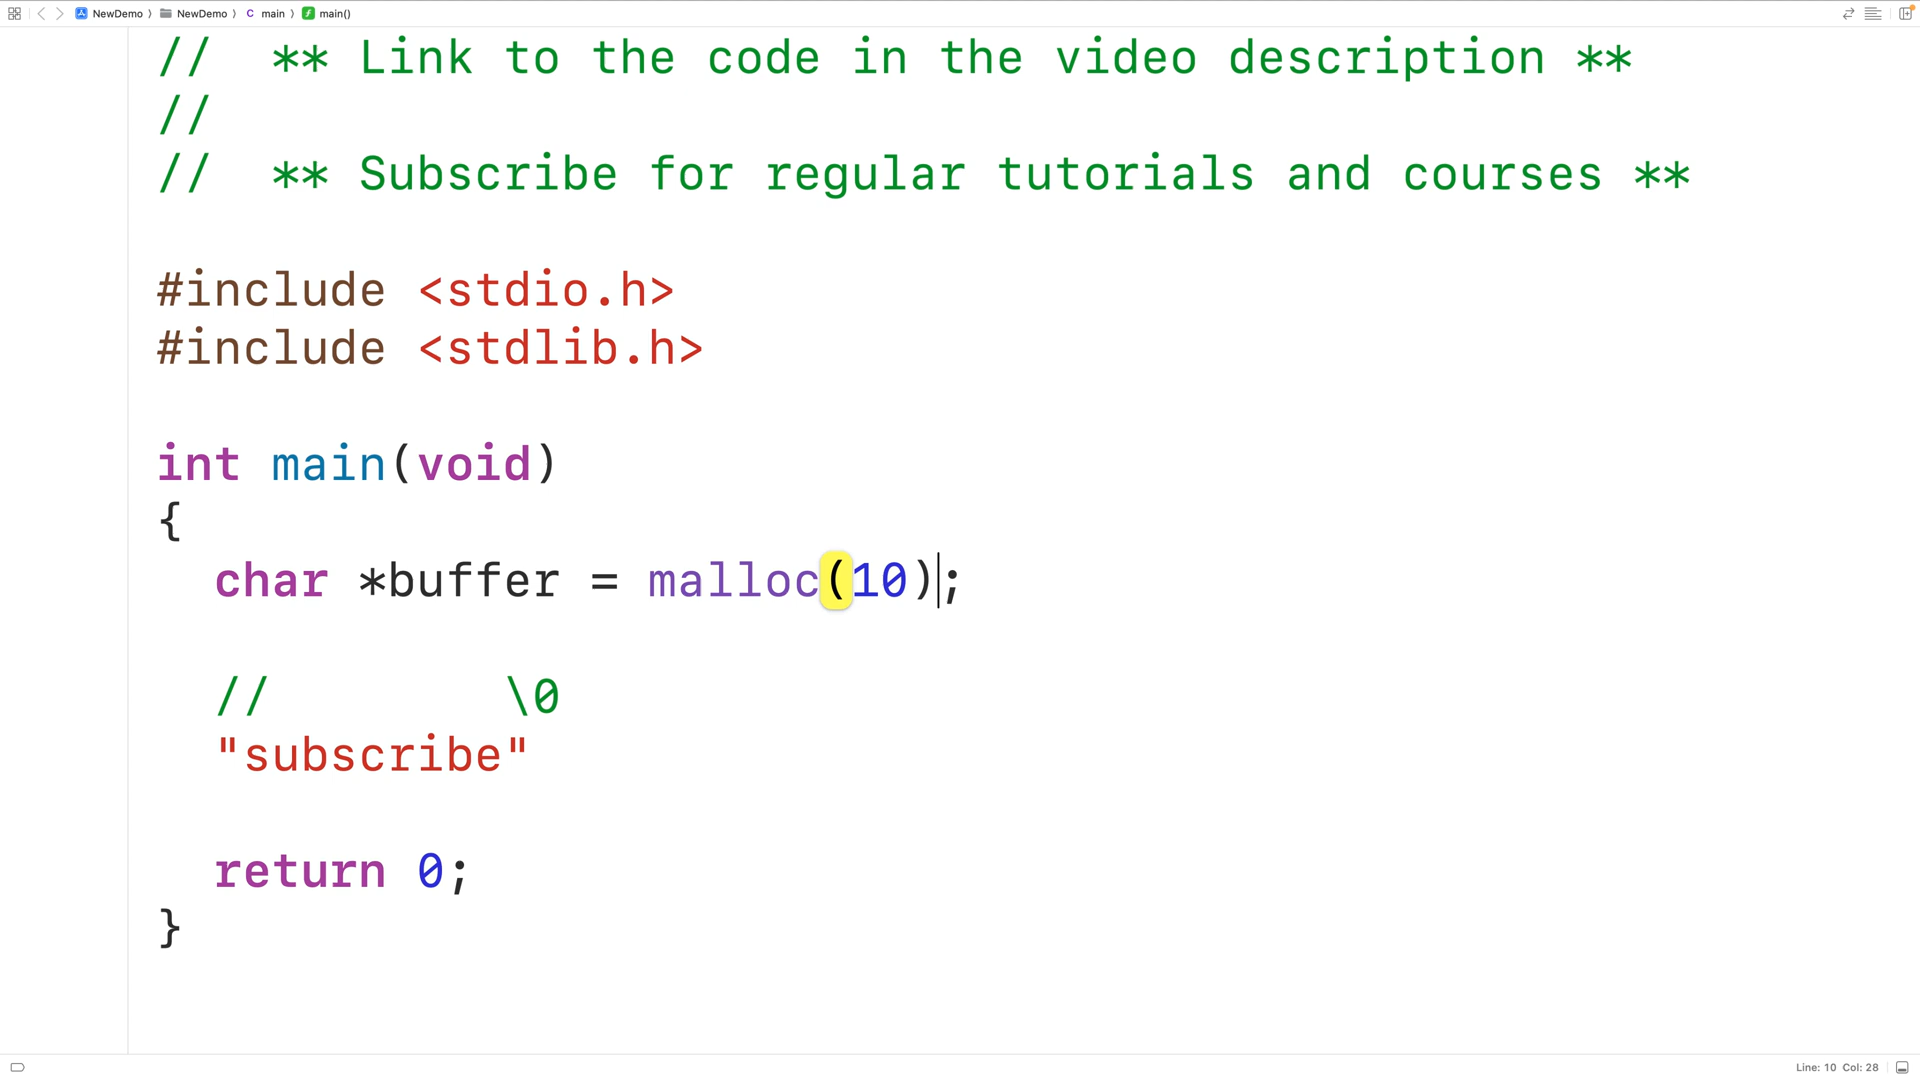 NewDemo 〉 NewDemo 〉 C main 〉 f main()
//  ** Link to the code in the video description **
//
//  ** Subscribe for regular tutorials and courses **
#include <stdio.h>
#include <stdlib.h>
int main(void)
{
  char *buffer = malloc(10);
  //        \0
  "subscribe"
  return 0;
}
Line: 10 Col: 28